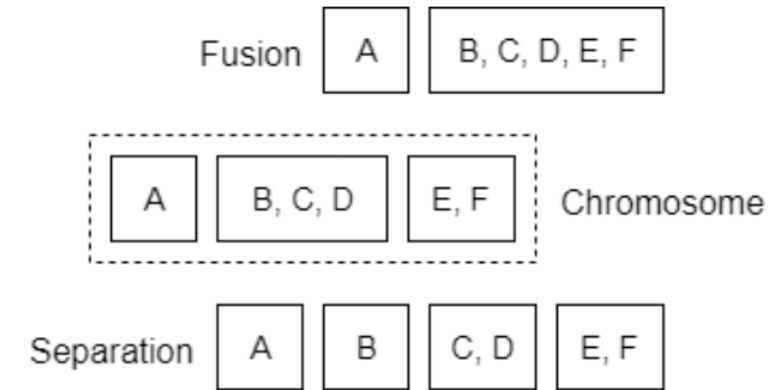 Fusion A B, C, D, E, F
A B, C, D E, F Chromosome
Separation A B C, D E, F